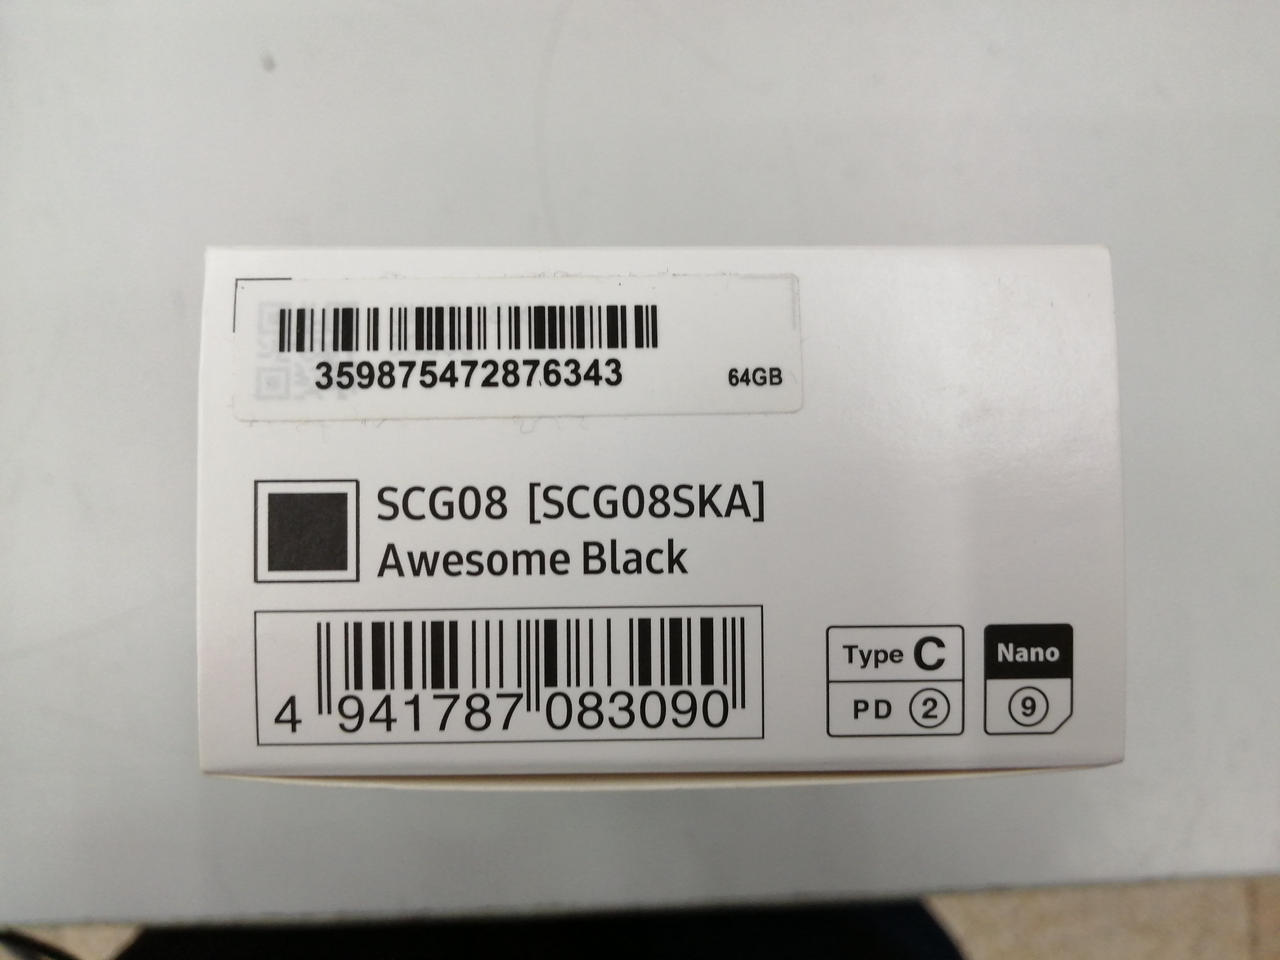 359875472876343
64GB
SCG08 [SCG08SKA]
Awesome Black
4 941787 083090
Type C
PD 2
Nano
9